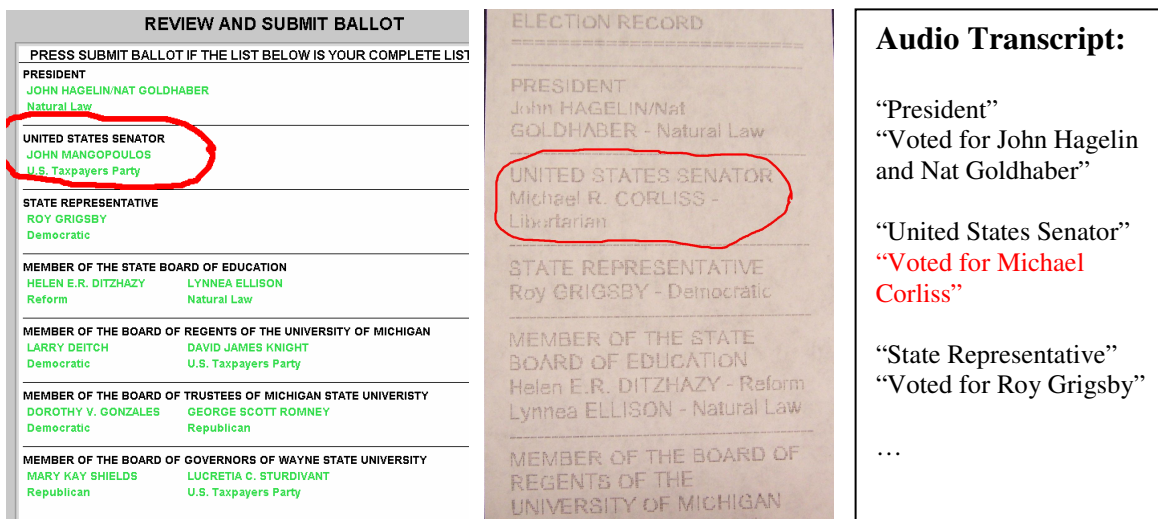 REVIEW AND SUBMIT BALLOT
PRESS SUBMIT BALLOT IF THE LIST BELOW IS YOUR COMPLETE LIST
PRESIDENT
JOHN HAGELIN/NAT GOLDHABER
Natural Law
UNITED STATES SENATOR
JOHN MANGOPOULOS
U.S. Taxpayers Party
STATE REPRESENTATIVE
ROY GRIGSBY
Democratic
MEMBER OF THE STATE BOARD OF EDUCATION
HELEN E.R. DITZHAZY LYNNEA ELLISON
Reform Natural Law
MEMBER OF THE BOARD OF REGENTS OF THE UNIVERSITY OF MICHIGAN
LARRY DEITCH DAVID JAMES KNIGHT
Democratic U.S. Taxpayers Party
MEMBER OF THE BOARD OF TRUSTEES OF MICHIGAN STATE UNIVERISTY
DOROTHY V. GONZALES GEORGE SCOTT ROMNEY
Democratic Republican
MEMBER OF THE BOARD OF GOVERNORS OF WAYNE STATE UNIVERSITY
MARY KAY SHIELDS LUCRETIA C. STURDIVANT
Republican U.S. Taxpayers Party
ELECTION RECORD
PRESIDENT
John HAGELIN/Nat
GOLDHABER - Natural Law
UNITED STATES SENATOR
Michael R. CORLISS -
Libertarian
STATE REPRESENTATIVE
Roy GRIGSBY - Democratic
MEMBER OF THE STATE
BOARD OF EDUCATION
Helen E.R. DITZHAZY - Reform
Lynnea ELLISON - Natural Law
MEMBER OF THE BOARD OF
REGENTS OF THE
UNIVERSITY OF MICHIGAN
Audio Transcript:
“President”
“Voted for John Hagelin
and Nat Goldhaber”
“United States Senator”
“Voted for Michael
Corliss”
“State Representative”
“Voted for Roy Grigsby”
…